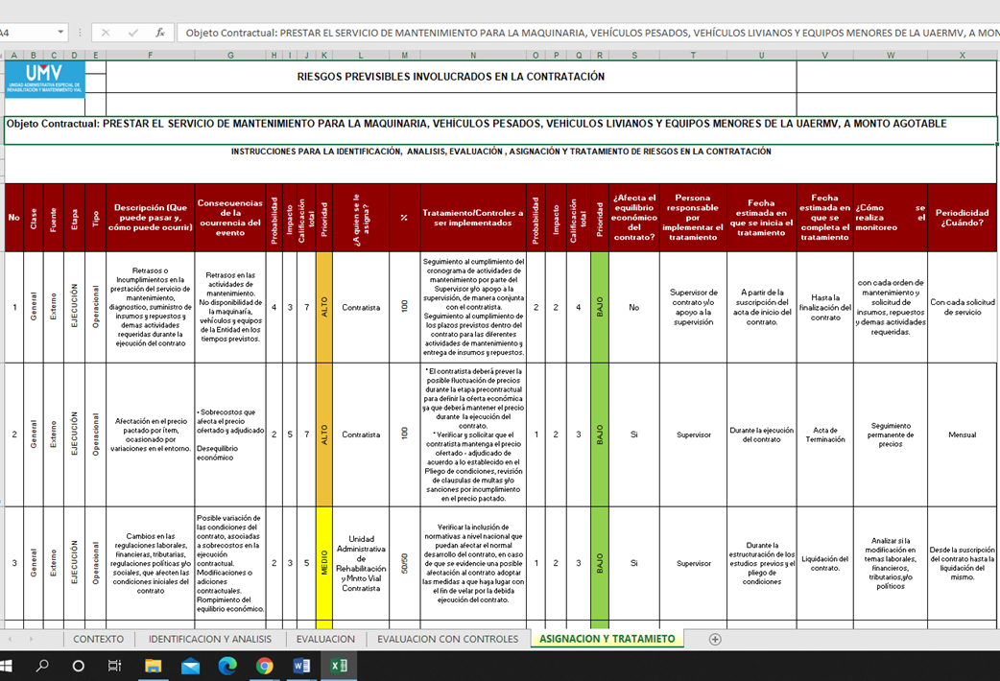 A4
fx
Objeto Contractual: PRESTAR EL SERVICIO DE MANTENIMIENTO PARA LA MAQUINARIA, VEHÍCULOS PESADOS, VEHÍCULOS LIVIANOS Y EQUIPOS MENORES DE LA UAERMV, A MON
A B C D E F G H I J K L M N O P Q R S T U V W X
UMV
UNIDAD ADMINISTRATIVA ESPECIAL DE
REHABILITACIÓN Y MANTENIMIENTO VIAL
RIESGOS PREVISIBLES INVOLUCRADOS EN LA CONTRATACIÓN
Objeto Contractual: PRESTAR EL SERVICIO DE MANTENIMIENTO PARA LA MAQUINARIA, VEHÍCULOS PESADOS, VEHÍCULOS LIVIANOS Y EQUIPOS MENORES DE LA UAERMV, A MONTO AGOTABLE
INSTRUCCIONES PARA LA IDENTIFICACIÓN, ANALISIS, EVALUACIÓN , ASIGNACIÓN Y TRATAMIENTO DE RIESGOS EN LA CONTRATACIÓN
No
Clase
Fuente
Etapa
Tipo
Descripción (Que
puede pasar y,
cómo puede ocurrir)
Consecuencias
de la
ocurrencia del
evento
Probabilidad
Impacto
Calificación
total
Prioridad
¿A quién se le
asigna?
%
Tratamiento/Controles a
ser implementados
Probabilidad
Impacto
Calificación
total
Prioridad
¿Afecta el
equilibrio
económico
del
contrato?
Persona
responsable
por
implementar el
tratamiento
Fecha
estimada en
que se inicia el
tratamiento
Fecha
estimada en
que se
completa el
tratamiento
¿Cómo se
realiza el
monitoreo
Periodicidad
¿Cuándo?
1
General
Externo
EJECUCIÓN
Operacional
Retrasos o
Incumplimientos en la
prestación del servicio de
mantenimiento,
diagnostico, suministro de
insumos y repuestos y
demas actividades
requeridas durante la
ejecución del contrato
Retrasos en las
actividades de
mantenimiento.
No disponibilidad de
la maquinaría,
vehículos y equipos
de la Entidad en los
tiempos previstos.
4
3
7
ALTO
Contratista
100
Seguimiento al cumplimiento del
cronograma de actividades de
mantenimiento por parte del
Supervisor y/o apoyo a la
supervisión, de manera conjunta
con el contratista.
Seguimiento al cumplimiento de
los plazos previstos dentro del
contrato para las diferentes
actividades de mantenimiento y
entrega de insumos y repuestos.
2
2
4
BAJO
No
Supervisor de
contrato y/o
apoyo a la
supervisión
A partir de la
suscripción del
acta de inicio del
contrato.
Hasta la
finalización del
contrato
con cada orden de
mantenimiento y
solicitud de
insumos, repuestos
y demas actividades
requeridas.
Con cada solicitud
de servicio
2
General
Externo
EJECUCIÓN
Operacional
Afectación en el precio
pactado por ítem,
ocasionado por
variaciones en el entorno.
• Sobrecostos que
afecta el precio
ofertado y adjudicado
Desequilibrio
económico
2
5
7
ALTO
Contratista
100
* El contratista deberá prever la
posible fluctuación de precios
durante la etapa precontractual
para definir la oferta económica
ya que deberá mantener el precio
durante la ejecución del
contrato.
* Verificar y solicitar que el
contratista mantenga el precio
ofertado - adjudicado de
acuerdo a lo establecido en el
Pliego de condiciones, revisión
de clausulas de multas y/o
sanciones por incumplimiento
en el precio pactado.
1
2
3
BAJO
Si
Supervisor
Durante la ejecución
del contrato
Acta de
Terminación
Seguimiento
permanente de
precios
Mensual
3
General
Externo
EJECUCIÓN
Operacional
Cambios en las
regulaciones laborales,
financieras, tributarias,
regulaciones políticas y/o
sociales, que afecten las
condiciones iniciales del
contrato
Posible variación de
las condiciones del
contrato, asociadas
a sobrecostos en la
ejecución
contractual.
Modificaciones o
adiciones
contractuales.
Rompimiento del
equilibrio económico.
2
3
5
MEDIO
Unidad
Administrativa
de
Rehabilitación
y Mnto Vial
Contratista
50/50
Verificar la inclusión de
normativas a nivel nacional que
puedan afectar el normal
desarrollo del contrato, en caso
de que se evidencie una posible
afectación al contrato adoptar
las medidas a que haya lugar con
el fin de velar por la debida
ejecución del contrato.
1
2
3
BAJO
Si
Supervisor
Durante la
estructuración de los
estudios previos y el
pliego de
condiciones
Liquidación del
contrato.
Analizar si la
modificación en
temas laborales,
financieros,
tributarios,y/o
políticos
Desde la suscripción
del contrato hasta la
liquidación del
mismo.
CONTEXTO
IDENTIFICACION Y ANALISIS
EVALUACION
EVALUACION CON CONTROLES
ASIGNACION Y TRATAMIETO